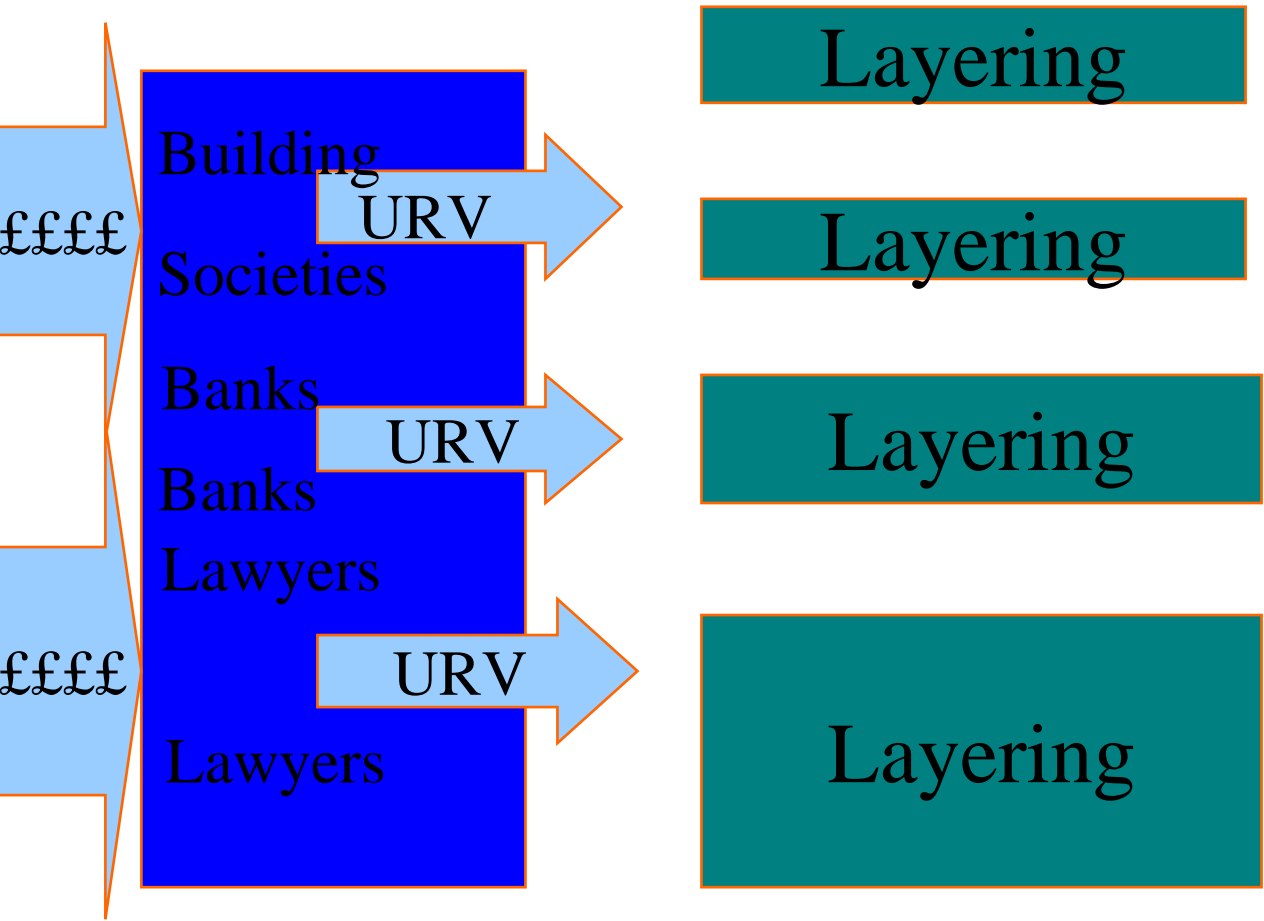 Layering
Building
££££
URV
Layering
Societies
Banks
URV
Layering
Banks
Lawyers
££££
URV
Lawyers
Layering